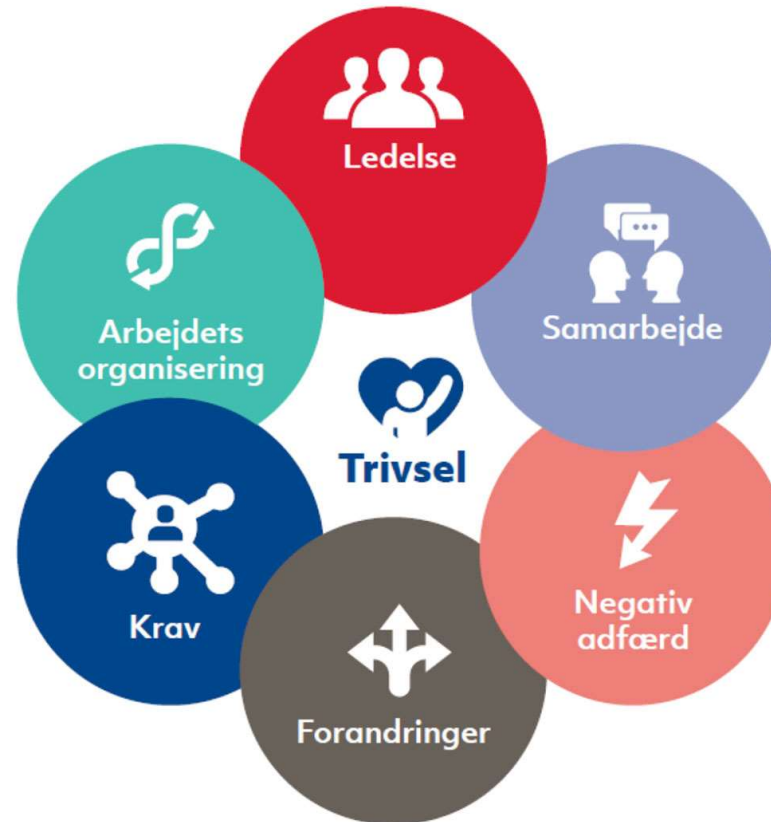 Ledelse
Samarbejde
Negativ
adfærd
Forandringer
Krav
Arbejdets
organisering
Trivsel